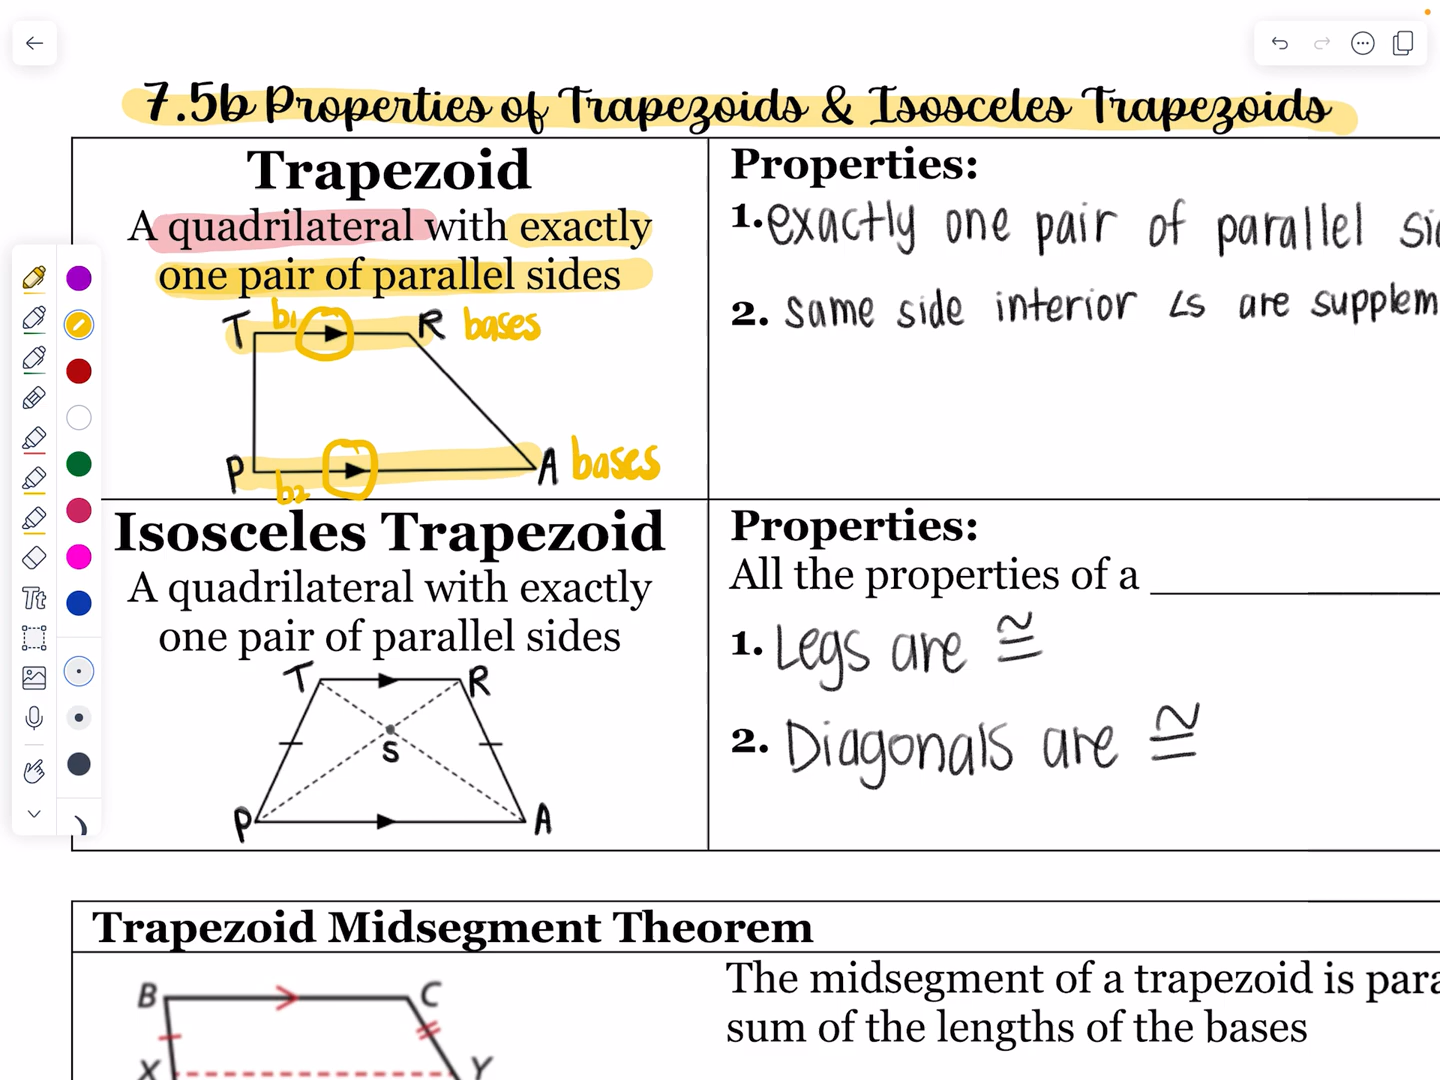 7.5b Properties of Trapezoids & Isosceles Trapezoids
Trapezoid
A quadrilateral with exactly
one pair of parallel sides
T b1 R bases
P b2 A bases
Properties:
1. exactly one pair of parallel
2. same side interior ∠s are supplem
Isosceles Trapezoid
A quadrilateral with exactly
one pair of parallel sides
T R
S
P A
Properties:
All the properties of a
1. Legs are ≅
2. Diagonals are ≅
Trapezoid Midsegment Theorem
B C
X Y
The midsegment of a trapezoid is para
sum of the lengths of the bases
Tt